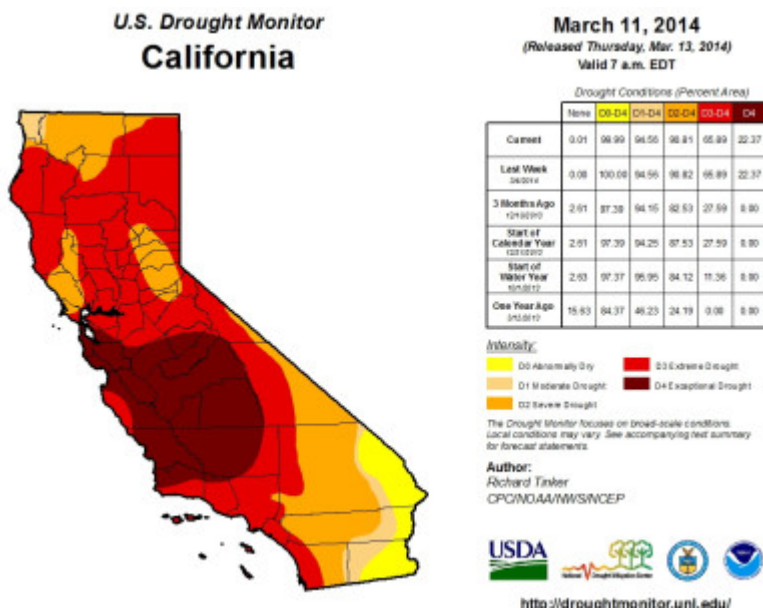 U.S. Drought Monitor
California
March 11, 2014
(Released Thursday, Mar. 13, 2014)
Valid 7 a.m. EDT
Drought Conditions (Percent Area)
None D0-D4 D1-D4 D2-D4 D3-D4 D4
Current 0.01 99.99 94.56 90.81 65.89 22.37
Last Week 0.00 100.00 94.56 90.82 65.89 22.37
3 Months Ago 2.61 97.39 94.15 82.53 27.59 0.00
Start of
Calendar Year 2.61 97.39 94.25 87.53 27.59 0.00
Start of
Water Year 2.63 97.37 95.95 84.12 11.36 0.00
One Year Ago 15.63 84.37 46.23 24.19 0.00 0.00
Intensity:
D0 Abnormally Dry
D1 Moderate Drought
D2 Severe Drought
D3 Extreme Drought
D4 Exceptional Drought
The Drought Monitor focuses on broad-scale conditions.
Local conditions may vary. See accompanying text summary
for forecast statements.
Author:
Richard Tinker
CPC/NOAA/NWS/NCEP
USDA
National Drought Mitigation Center
http://droughtmonitor.unl.edu/